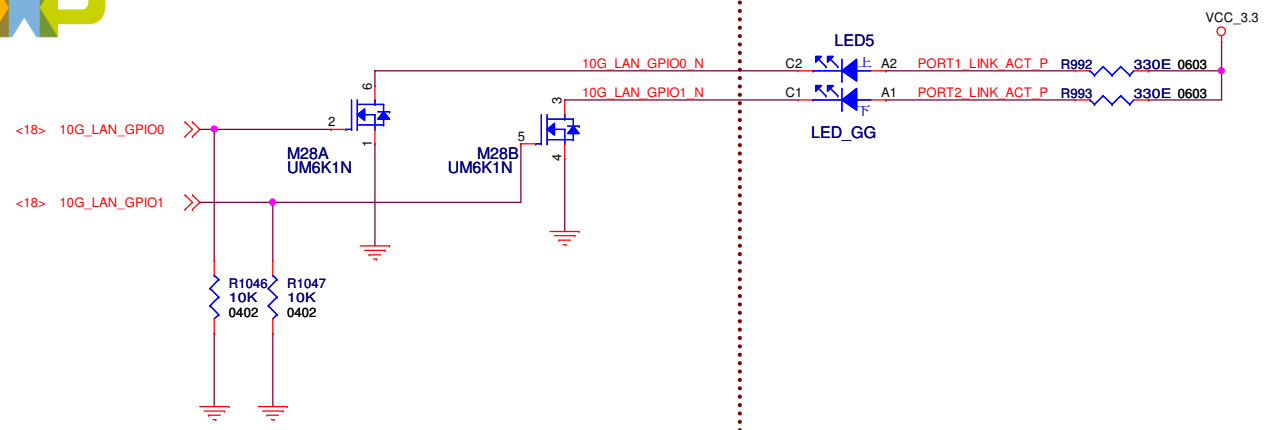 VCC_3.3
LED5
10G_LAN_GPIO0_N C2 上 A2 PORT1_LINK_ACT_P R992 330E 0603
10G_LAN_GPIO1_N C1 下 A1 PORT2_LINK_ACT_P R993 330E 0603
LED_GG
6
3
<18> 10G_LAN_GPIO0 2
5
1
4
M28A
UM6K1N
M28B
UM6K1N
<18> 10G_LAN_GPIO1
R1046
10K
0402
R1047
10K
0402